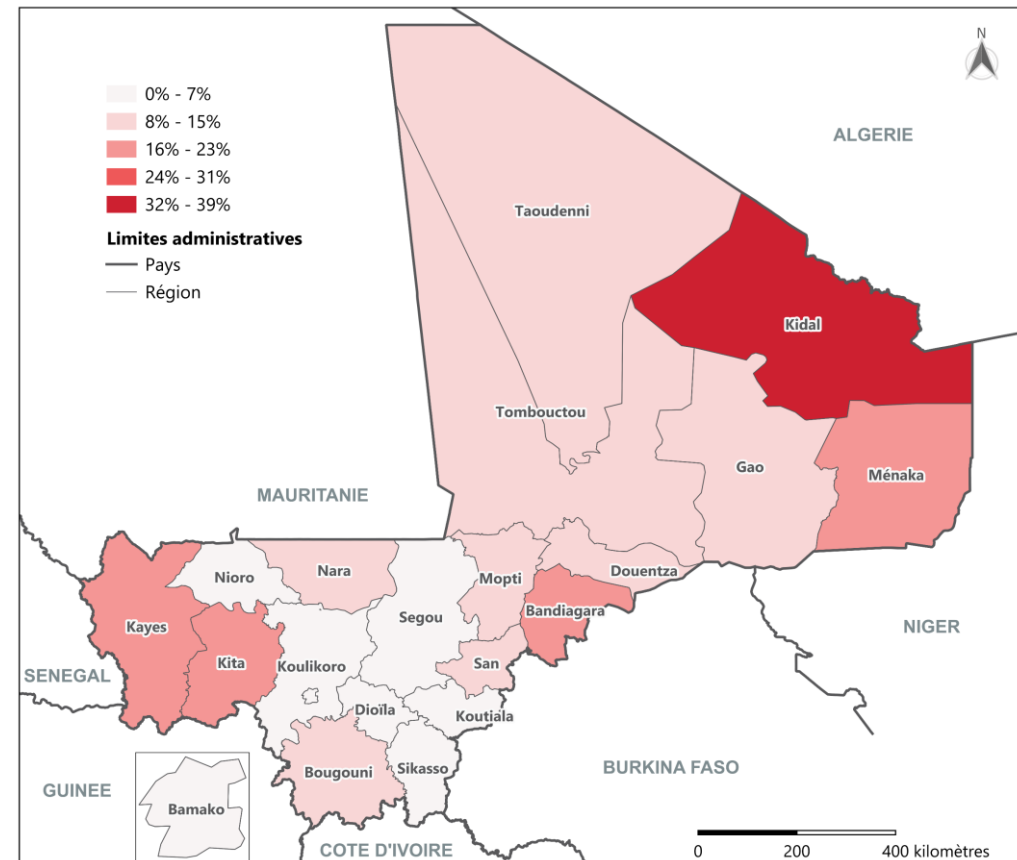 N
0% - 7%
8% - 15%
16% - 23%
24% - 31%
32% - 39%
Limites administratives
Pays
Région
ALGERIE
Taoudenni
Kidal
Tombouctou
Gao
Ménaka
MAURITANIE
Nioro
Nara
Mopti
Douentza
Segou
Bandiagara
Kayes
NIGER
Kita
Koulikoro
San
SENEGAL
Dioïla
Koutiala
Bougouni
Sikasso
BURKINA FASO
GUINEE
Bamako
COTE D'IVOIRE
0 200 400 kilomètres